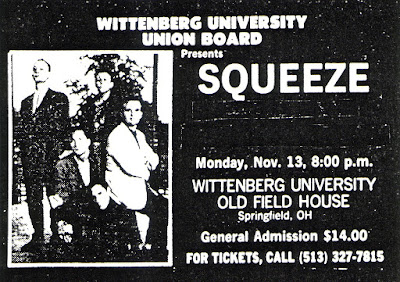 WITTENBERG UNIVERSITY
UNION BOARD
Presents
SQUEEZE
Monday, Nov. 13, 8:00 p.m.
WITTENBERG UNIVERSITY
OLD FIELD HOUSE
Springfield, OH
General Admission $14.00
FOR TICKETS, CALL (513) 327-7815